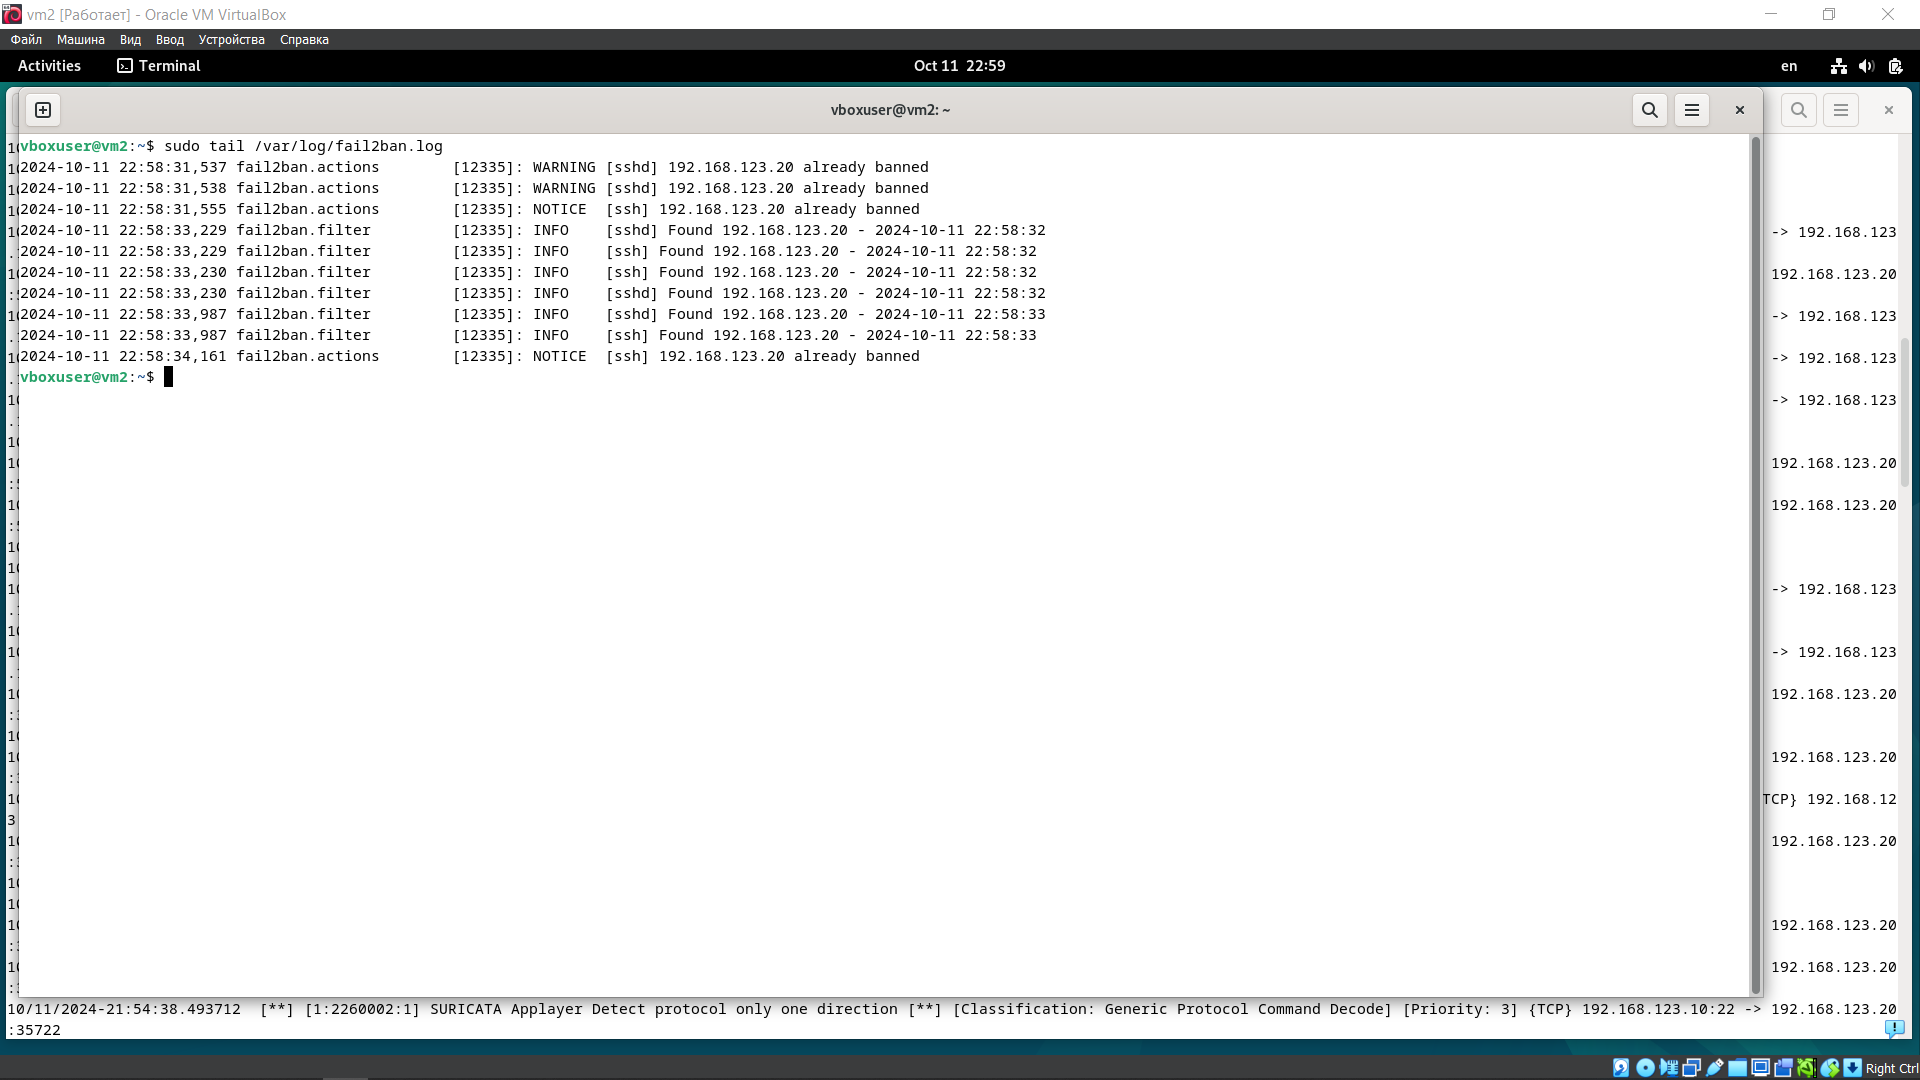 vm2 [Работает] - Oracle VM VirtualBox
Файл Машина Вид Ввод Устройства Справка
Activities Terminal Oct 11 22:59 en
vboxuser@vm2: ~
vboxuser@vm2:~$ sudo tail /var/log/fail2ban.log
2024-10-11 22:58:31,537 fail2ban.actions        [12335]: WARNING [sshd] 192.168.123.20 already banned
2024-10-11 22:58:31,538 fail2ban.actions        [12335]: WARNING [sshd] 192.168.123.20 already banned
2024-10-11 22:58:31,555 fail2ban.actions        [12335]: NOTICE  [ssh] 192.168.123.20 already banned
2024-10-11 22:58:33,229 fail2ban.filter         [12335]: INFO    [sshd] Found 192.168.123.20 - 2024-10-11 22:58:32
2024-10-11 22:58:33,229 fail2ban.filter         [12335]: INFO    [ssh] Found 192.168.123.20 - 2024-10-11 22:58:32
2024-10-11 22:58:33,230 fail2ban.filter         [12335]: INFO    [ssh] Found 192.168.123.20 - 2024-10-11 22:58:32
2024-10-11 22:58:33,230 fail2ban.filter         [12335]: INFO    [sshd] Found 192.168.123.20 - 2024-10-11 22:58:32
2024-10-11 22:58:33,987 fail2ban.filter         [12335]: INFO    [sshd] Found 192.168.123.20 - 2024-10-11 22:58:33
2024-10-11 22:58:33,987 fail2ban.filter         [12335]: INFO    [ssh] Found 192.168.123.20 - 2024-10-11 22:58:33
2024-10-11 22:58:34,161 fail2ban.actions        [12335]: NOTICE  [ssh] 192.168.123.20 already banned
vboxuser@vm2:~$
-> 192.168.123
192.168.123.20
-> 192.168.123
-> 192.168.123
-> 192.168.123
192.168.123.20
192.168.123.20
-> 192.168.123
-> 192.168.123
192.168.123.20
192.168.123.20
TCP} 192.168.12
3
192.168.123.20
192.168.123.20
192.168.123.20
10/11/2024-21:54:38.493712  [**] [1:2260002:1] SURICATA Applayer Detect protocol only one direction [**] [Classification: Generic Protocol Command Decode] [Priority: 3] {TCP} 192.168.123.10:22 -> 192.168.123.20
:35722
Right Ctrl